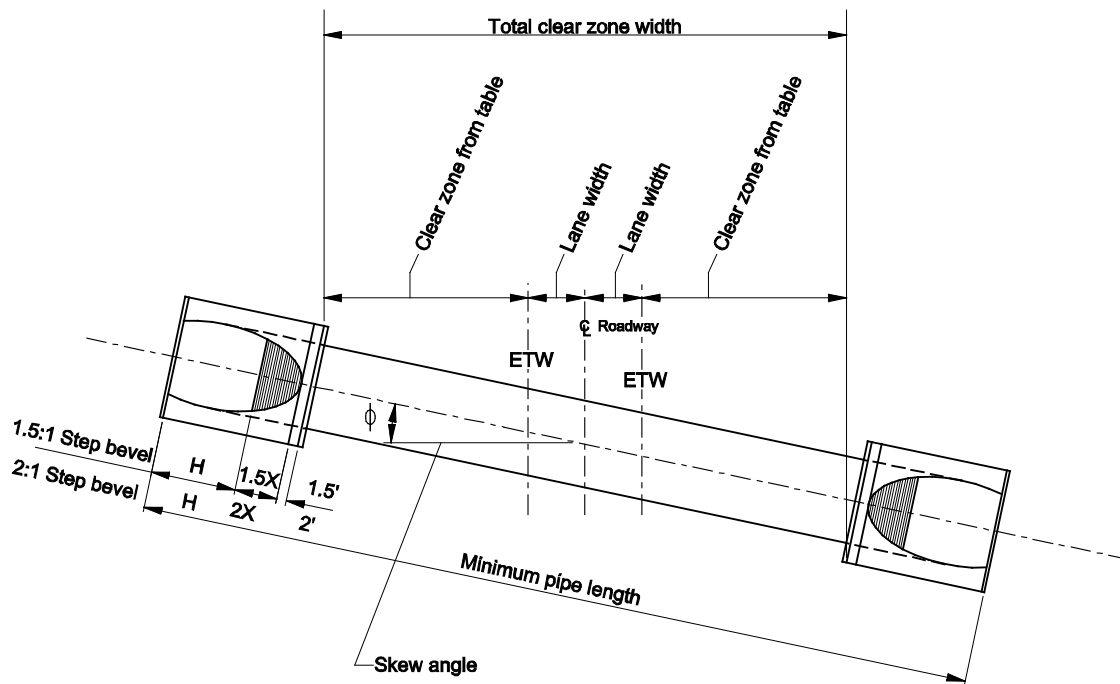 Total clear zone width
Clear zone from table
Lane width
Lane width
Clear zone from table
℄ Roadway
ETW
ETW
ϕ
1.5:1 Step bevel
H
1.5X
1.5'
2:1 Step bevel
H
2X
2'
Minimum pipe length
Skew angle